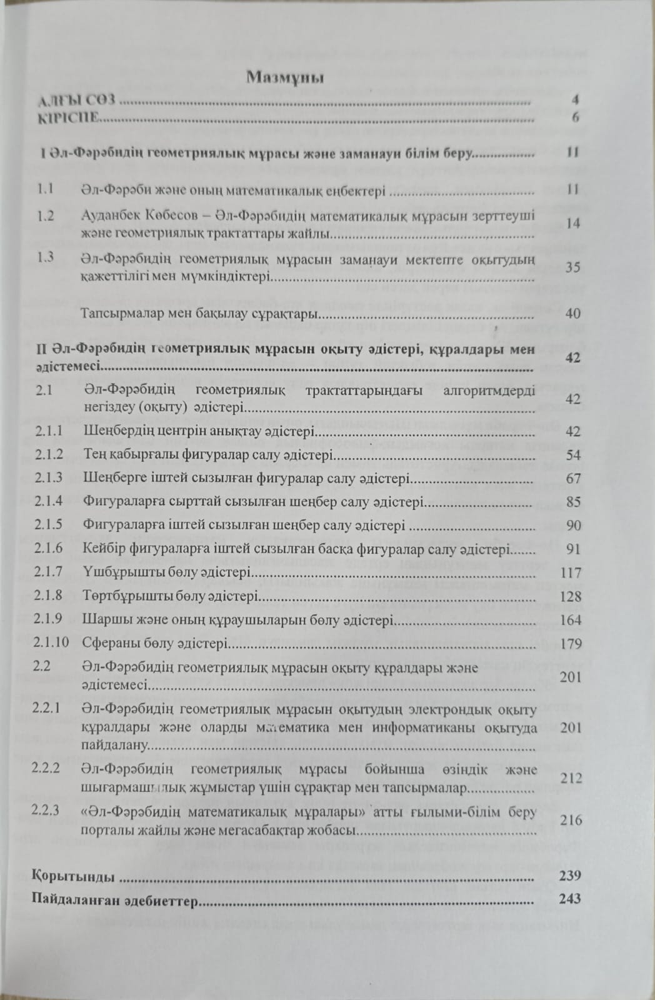 Мазмұны
АЛҒЫ СӨЗ ........ 4
КІРІСПЕ ........ 6
I Әл-Фәрәбидің геометриялық мұрасы және заманауи білім беру ........ 11
1.1 Әл-Фәрәби және оның математикалық еңбектері ........ 11
1.2 Ауданбек Көбесов – Әл-Фәрәбидің математикалық мұрасын зерттеуші
және геометриялық трактаттары жайлы ........ 14
1.3 Әл-Фәрәбидің геометриялық мұрасын заманауи мектепте оқытудың
қажеттілігі мен мүмкіндіктері ........ 35
Тапсырмалар мен бақылау сұрақтары ........ 40
II Әл-Фәрәбидің геометриялық мұрасын оқыту әдістері, құралдары мен
әдістемесі ........ 42
2.1 Әл-Фәрәбидің геометриялық трактаттарындағы алгоритмдерді
негіздеу (оқыту) әдістері ........ 42
2.1.1 Шеңбердің центрін анықтау әдістері ........ 42
2.1.2 Тең қабырғалы фигуралар салу әдістері ........ 54
2.1.3 Шеңберге іштей сызылған фигуралар салу әдістері ........ 67
2.1.4 Фигураларға сырттай сызылған шеңбер салу әдістері ........ 85
2.1.5 Фигураларға іштей сызылған шеңбер салу әдістері ........ 90
2.1.6 Кейбір фигураларға іштей сызылған басқа фигуралар салу әдістері ........ 91
2.1.7 Үшбұрышты бөлу әдістері ........ 117
2.1.8 Төртбұрышты бөлу әдістері ........ 128
2.1.9 Шаршы және оның құраушыларын бөлу әдістері ........ 164
2.1.10 Сфераны бөлу әдістері ........ 179
2.2 Әл-Фәрәбидің геометриялық мұрасын оқыту құралдары және
әдістемесі ........ 201
2.2.1 Әл-Фәрәбидің геометриялық мұрасын оқытудың электрондық оқыту
құралдары және оларды математика мен информатиканы оқытуда 201
пайдалану ........
2.2.2 Әл-Фәрәбидің геометриялық мұрасы бойынша өзіндік және
шығармашылық жұмыстар үшін сұрақтар мен тапсырмалар ........ 212
2.2.3 «Әл-Фәрәбидің математикалық мұралары» атты ғылыми-білім беру
порталы жайлы және мегасабақтар жобасы ........ 216
Қорытынды ........ 239
Пайдаланған әдебиеттер ........ 243